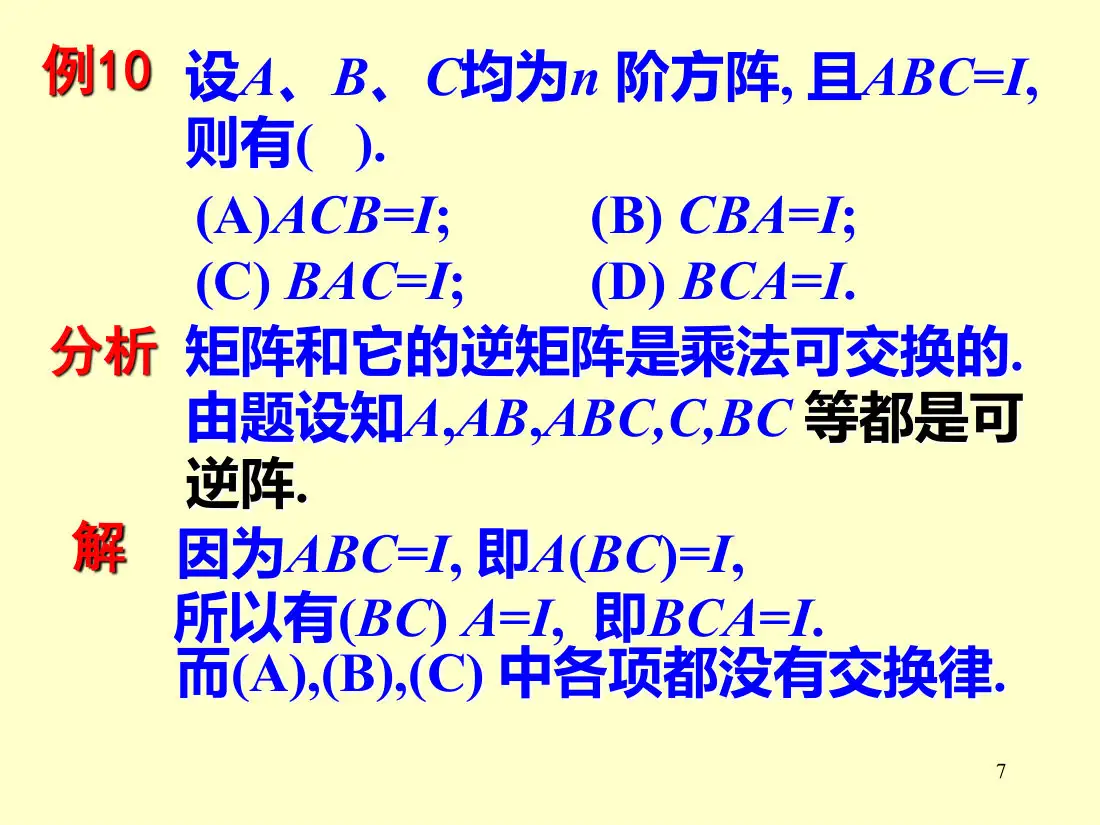 例10 设A、B、C均为n 阶方阵, 且ABC=I,
则有( ).
(A)ACB=I; (B) CBA=I;
(C) BAC=I; (D) BCA=I.
分析 矩阵和它的逆矩阵是乘法可交换的.
由题设知A,AB,ABC,C,BC 等都是可
逆阵.
解 因为ABC=I, 即A(BC)=I,
所以有(BC) A=I, 即BCA=I.
而(A),(B),(C) 中各项都没有交换律.
7